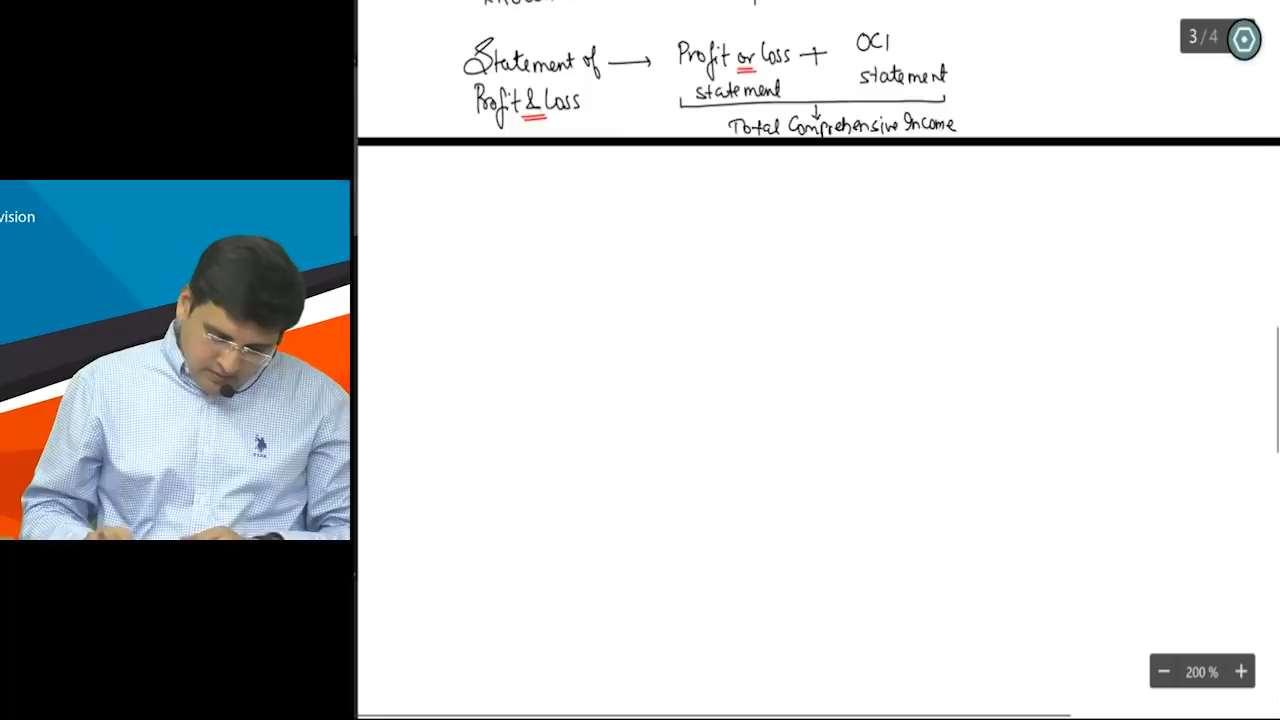 3 / 4
Statement of → Profit or Loss + OCI
Profit & Loss statement statement
Total Comprehensive Income
vision
200 %